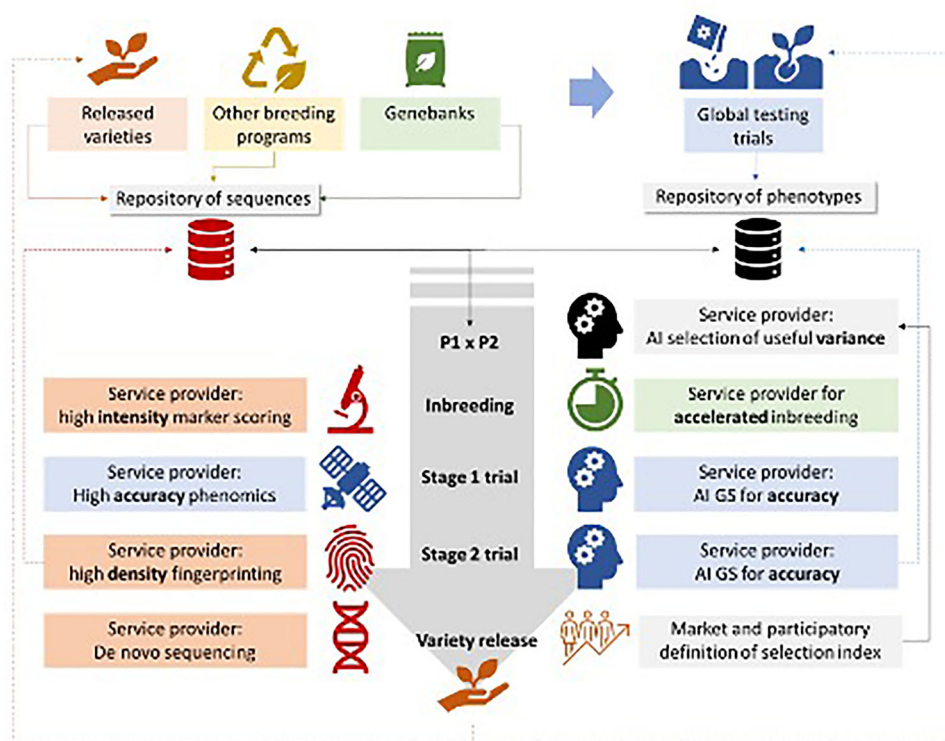 Released
varieties
Other breeding
programs
Genebanks
Global testing
trials
Repository of sequences
Repository of phenotypes
P1 x P2
Service provider:
AI selection of useful variance
Service provider:
high intensity marker scoring
Inbreeding
Service provider for
accelerated inbreeding
Service provider:
High accuracy phenomics
Stage 1 trial
Service provider:
AI GS for accuracy
Service provider:
high density fingerprinting
Stage 2 trial
Service provider:
AI GS for accuracy
Service provider:
De novo sequencing
Variety release
Market and participatory
definition of selection index